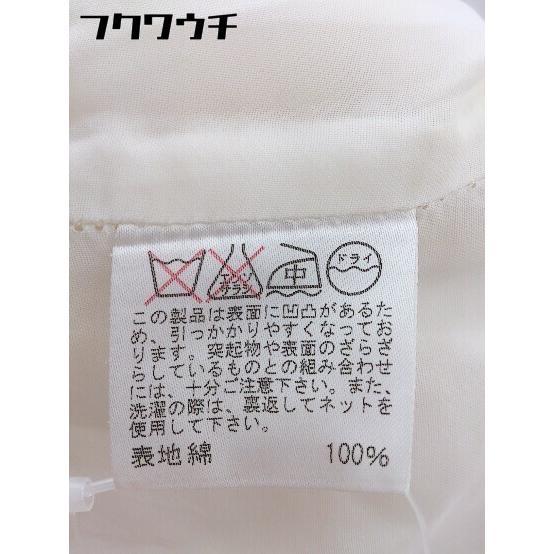 フクワウチ
エンソ
サラシ
中
ドライ
この製品は表面に凹凸があるた
め、引っかかりやすくなってお
ります。突起物や表面のざらざ
らしているものとの組み合わせ
には、十分ご注意下さい。また、
洗濯の際は、裏返してネットを
使用して下さい。
表地綿 100%